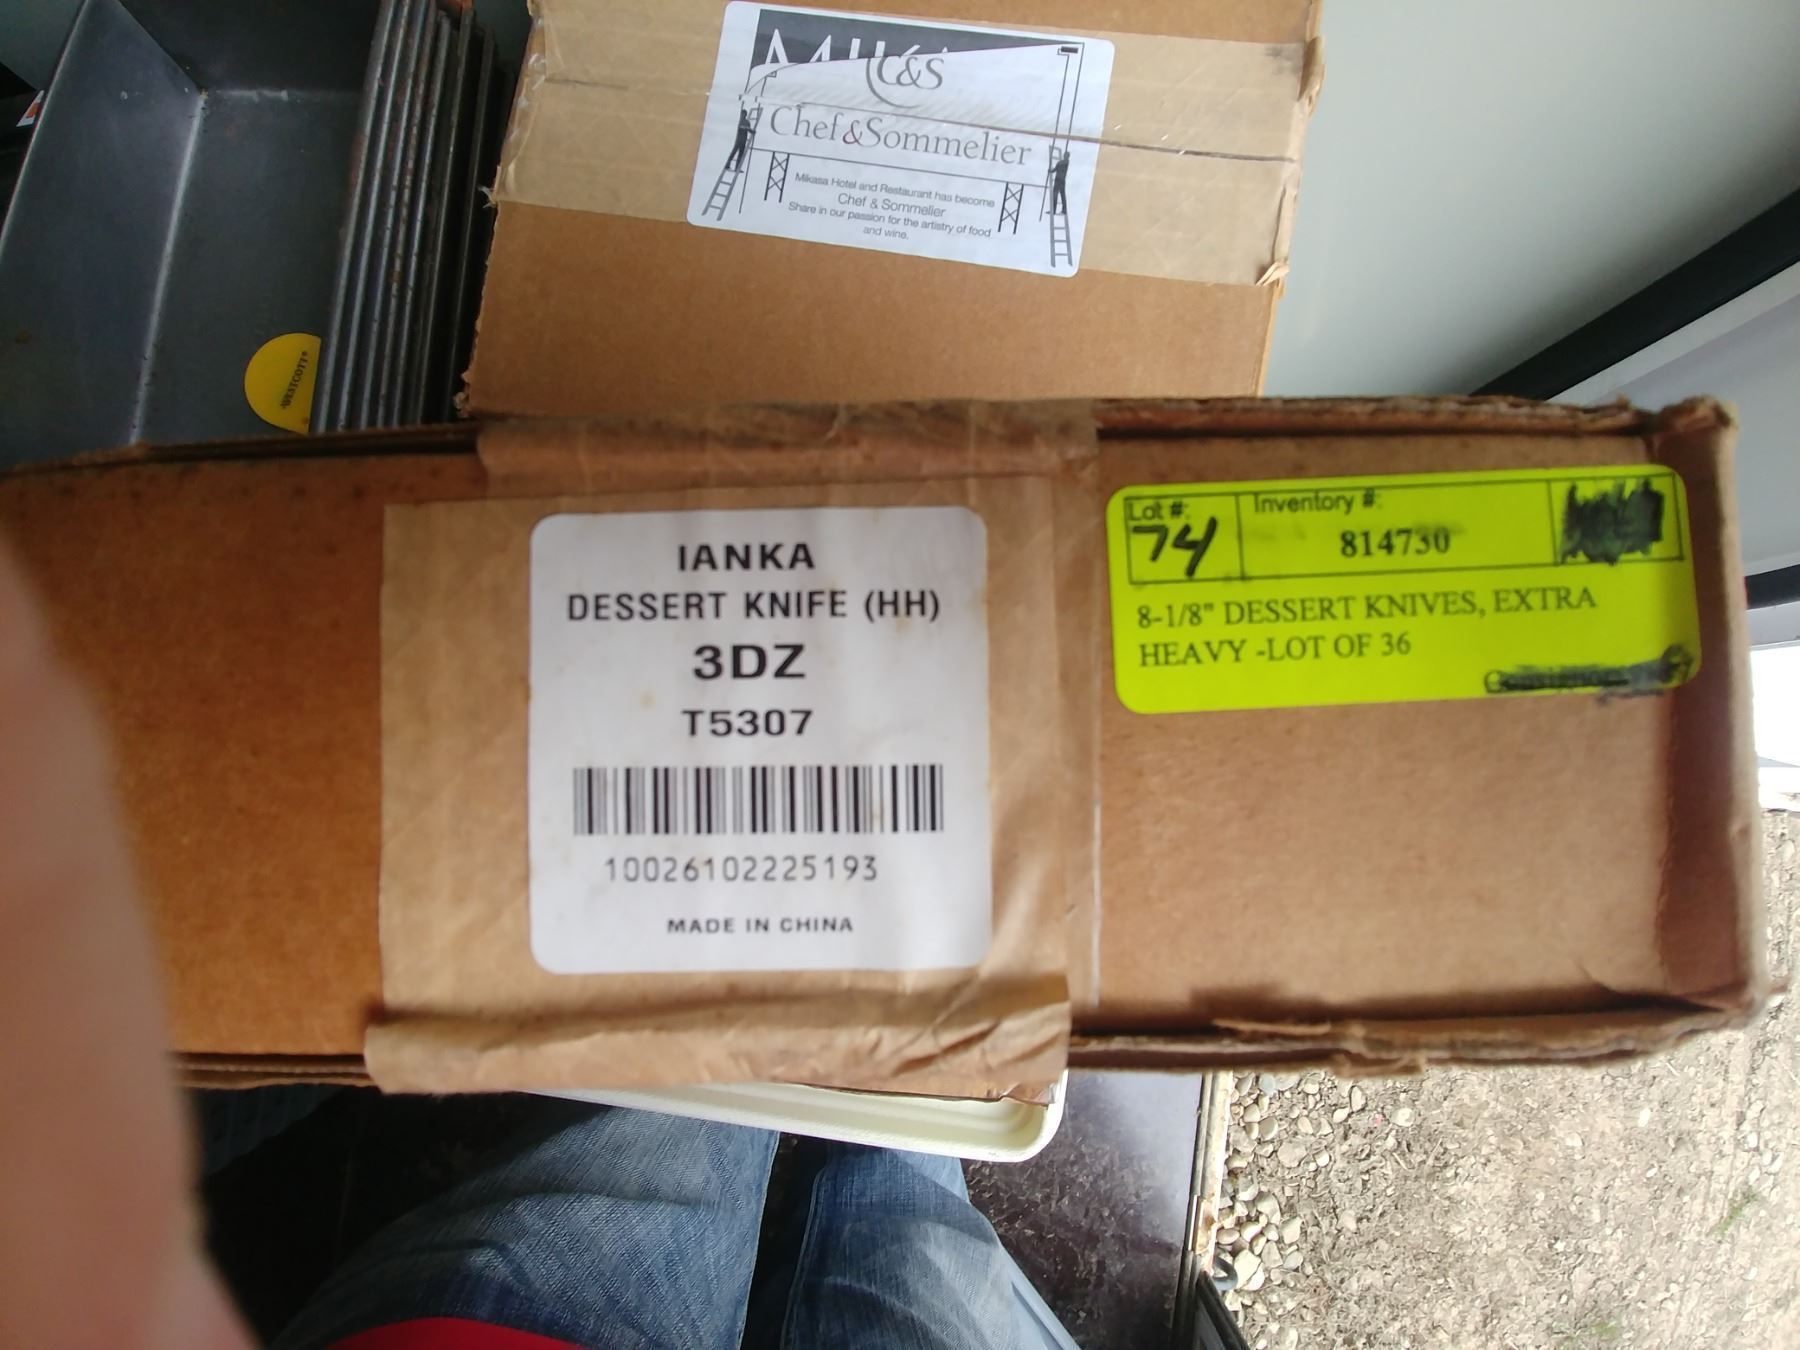 C&S
Chef&Sommelier
Mikasa Hotel and Restaurant has become
Chef & Sommelier
Share in our passion for the artistry of food
and wine.
WESTCOTT®
IANKA
DESSERT KNIFE (HH)
3DZ
T5307
10026102225193
MADE IN CHINA
Lot #:
74
Inventory #:
814730
8-1/8" DESSERT KNIVES, EXTRA
HEAVY -LOT OF 36